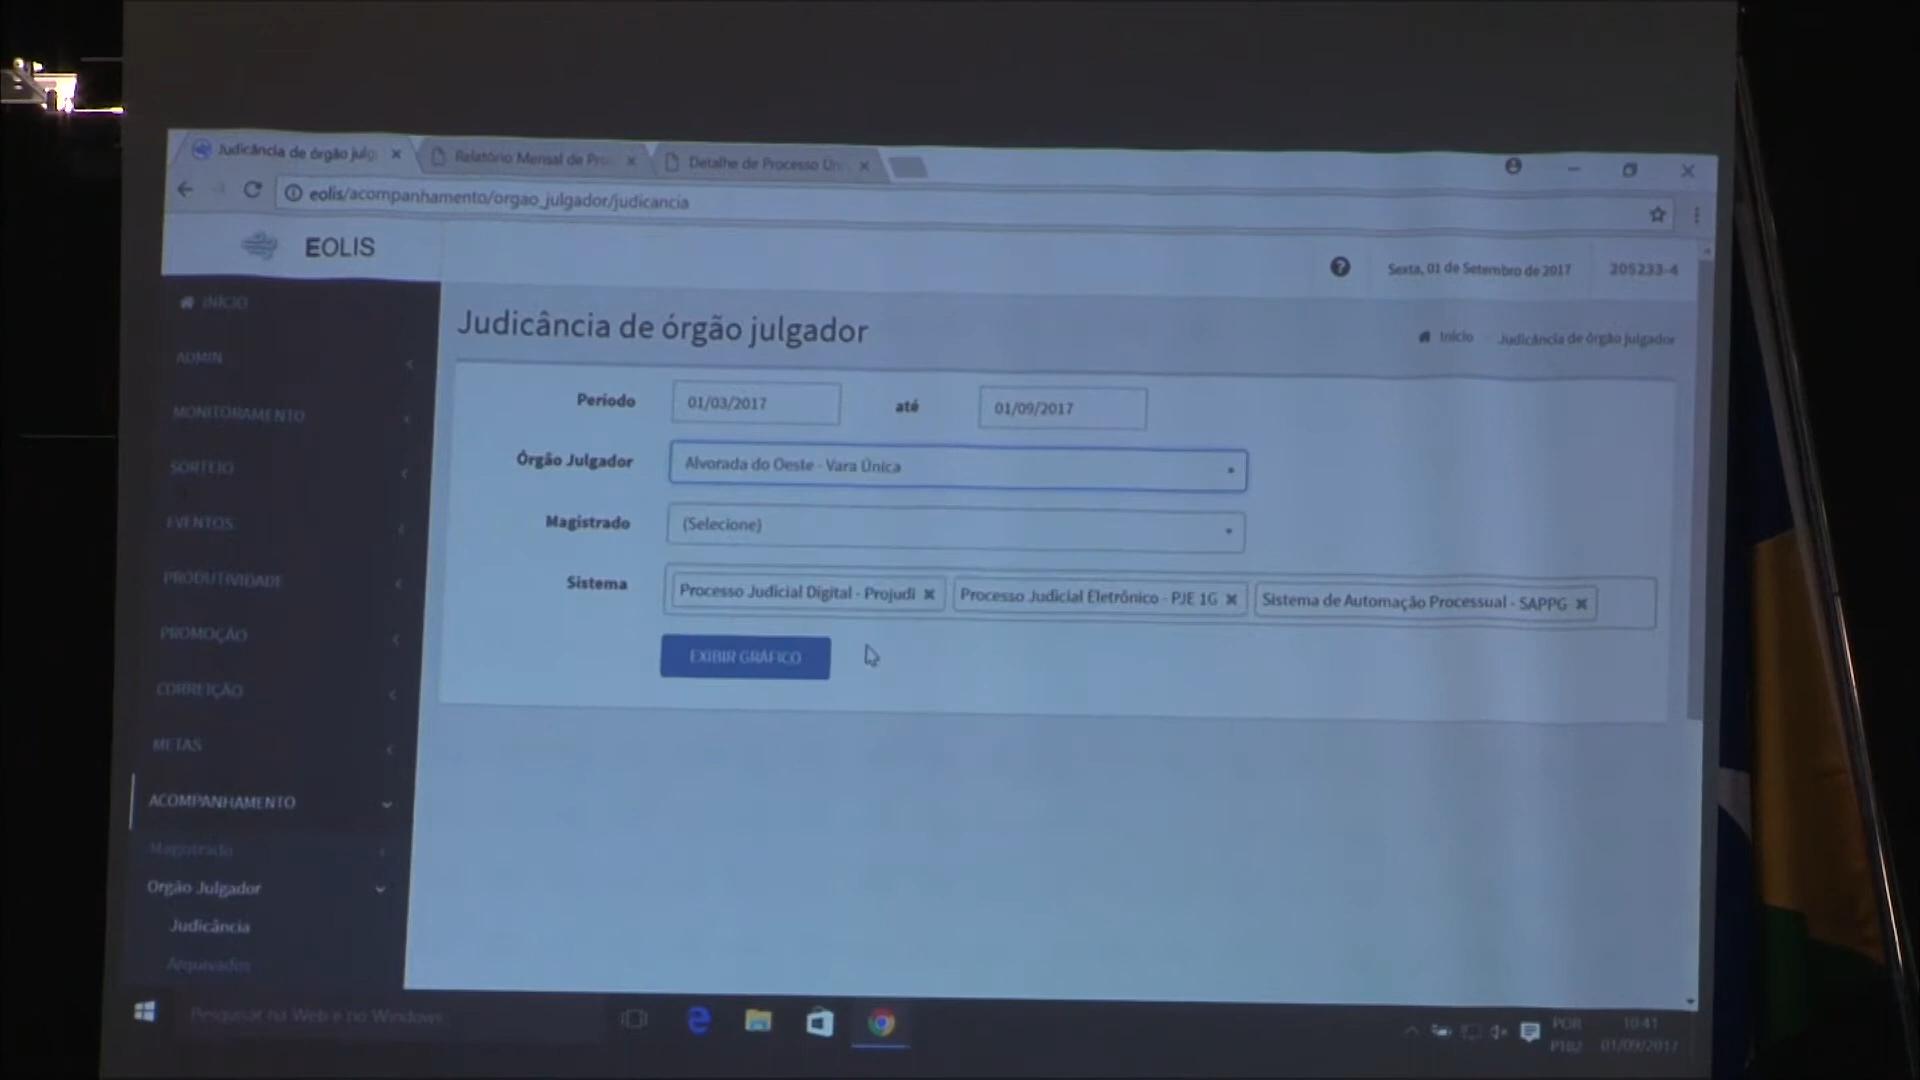 Judicância de órgão julg
Relatório Mensal de Pro
Detalhe de Processo Úni
eolis/acompanhamento/orgao_julgador/judicancia
EOLIS
Sexta, 01 de Setembro de 2017
205233-4
INÍCIO
ADMIN
MONITORAMENTO
SORTEIO
EVENTOS
PRODUTIVIDADE
PROMOÇÃO
CORREIÇÃO
METAS
ACOMPANHAMENTO
Magistrado
Orgão Julgador
Judicância
Arquivados
Judicância de órgão julgador
Início
Judicância de órgão julgador
Período 01/03/2017 até 01/09/2017
Órgão Julgador Alvorada do Oeste - Vara Única
Magistrado (Selecione)
Sistema Processo Judicial Digital - Projudi Processo Judicial Eletrônico - PJE 1G Sistema de Automação Processual - SAPPG
EXIBIR GRÁFICO
Pesquisar na Web e no Windows
POR
PTB2
10:41
01/09/2017